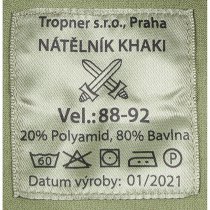 Tropner s.r.o., Praha
NÁTĚLNÍK KHAKI
Vel.:88-92
20% Polyamid, 80% Bavlna
60 P
Datum výroby: 01/2021